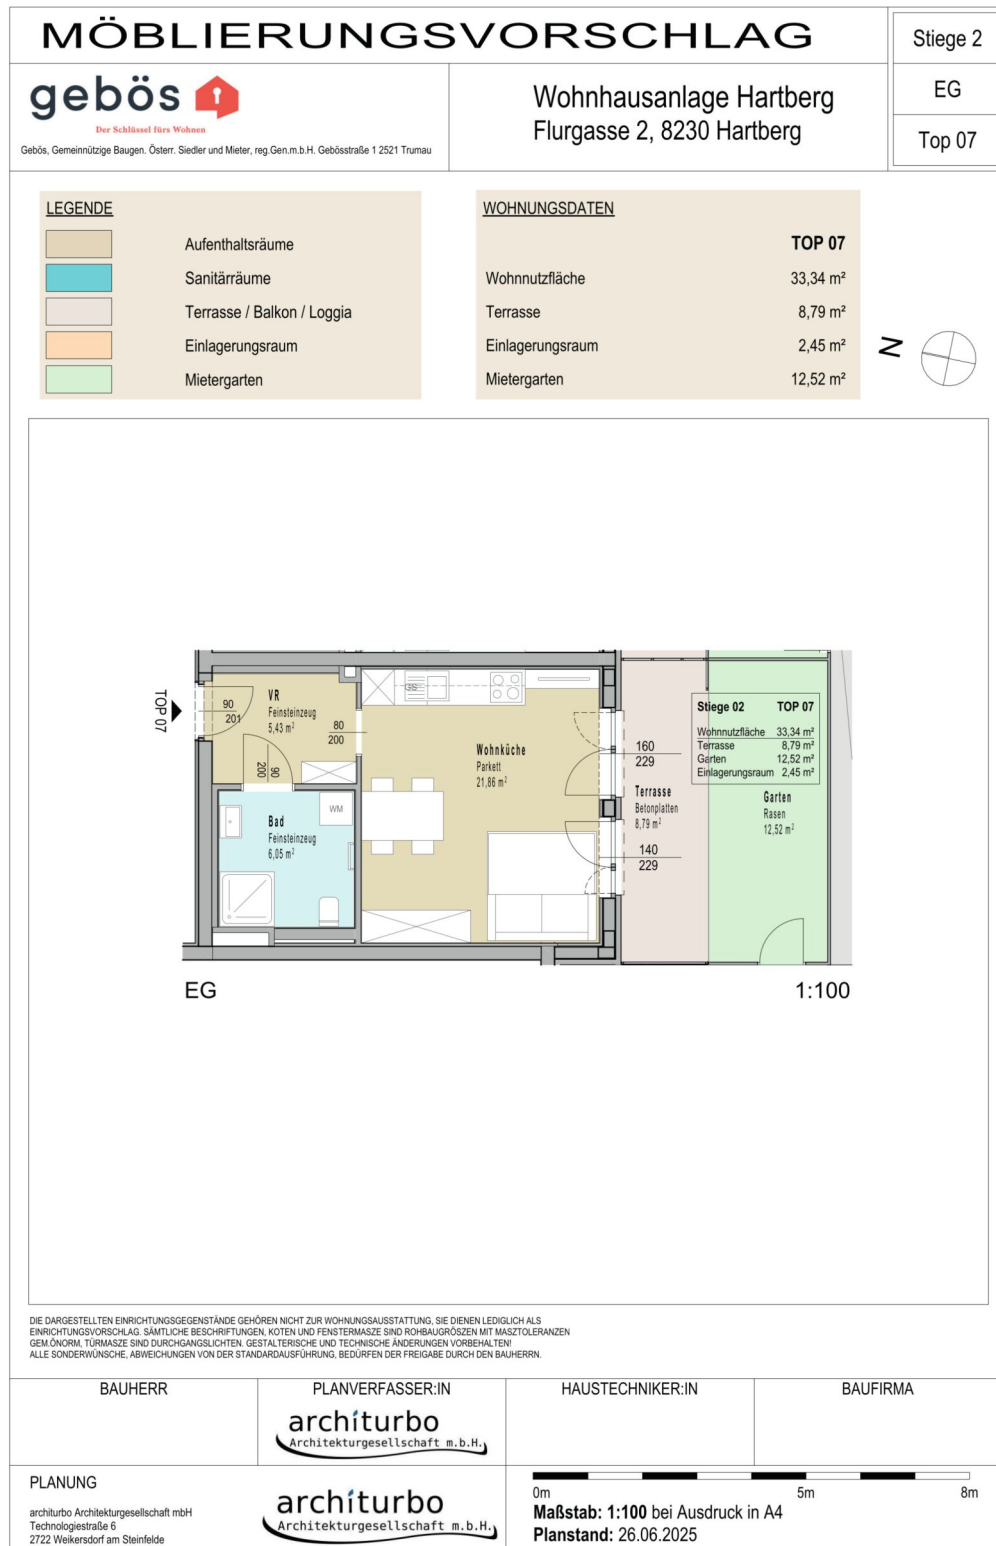 MÖBLIERUNGSVORSCHLAG
Stiege 2
EG
Top 07
gebös
Der Schlüssel fürs Wohnen
Gebös, Gemeinnützige Baugen. Österr. Siedler und Mieter, reg.Gen.m.b.H. Gebösstraße 1 2521 Trumau
Wohnhausanlage Hartberg
Flurgasse 2, 8230 Hartberg
LEGENDE
Aufenthaltsräume
Sanitärräume
Terrasse / Balkon / Loggia
Einlagerungsraum
Mietergarten
WOHNUNGSDATEN
TOP 07
Wohnnutzfläche 33,34 m²
Terrasse 8,79 m²
Einlagerungsraum 2,45 m²
Mietergarten 12,52 m²
N
TOP 07
90
201
VR
Feinsteinzeug
5,43 m²
80
200
90
200
Bad
Feinsteinzeug
6,05 m²
WM
Wohnküche
Parkett
21,86 m²
160
229
Terrasse
Betonplatten
8,79 m²
140
229
Stiege 02 TOP 07
Wohnnutzfläche 33,34 m²
Terrasse 8,79 m²
Garten 12,52 m²
Einlagerungsraum 2,45 m²
Garten
Rasen
12,52 m²
EG
1:100
DIE DARGESTELLTEN EINRICHTUNGSGEGENSTÄNDE GEHÖREN NICHT ZUR WOHNUNGSAUSSTATTUNG, SIE DIENEN LEDIGLICH ALS
EINRICHTUNGSVORSCHLAG. SÄMTLICHE BESCHRIFTUNGEN, KOTEN UND FENSTERMASZE SIND ROHBAUGRÖSZEN MIT MASZTOLERANZEN
GEM.ÖNORM, TÜRMASZE SIND DURCHGANGSLICHTEN. GESTALTERISCHE UND TECHNISCHE ÄNDERUNGEN VORBEHALTEN!
ALLE SONDERWÜNSCHE, ABWEICHUNGEN VON DER STANDARDAUSFÜHRUNG, BEDÜRFEN DER FREIGABE DURCH DEN BAUHERRN.
BAUHERR
PLANVERFASSER:IN
HAUSTECHNIKER:IN
BAUFIRMA
architurbo
Architekturgesellschaft m.b.H.
PLANUNG
architurbo Architekturgesellschaft mbH
Technologiestraße 6
2722 Weikersdorf am Steinfelde
architurbo
Architekturgesellschaft m.b.H.
0m 5m 8m
Maßstab: 1:100 bei Ausdruck in A4
Planstand: 26.06.2025